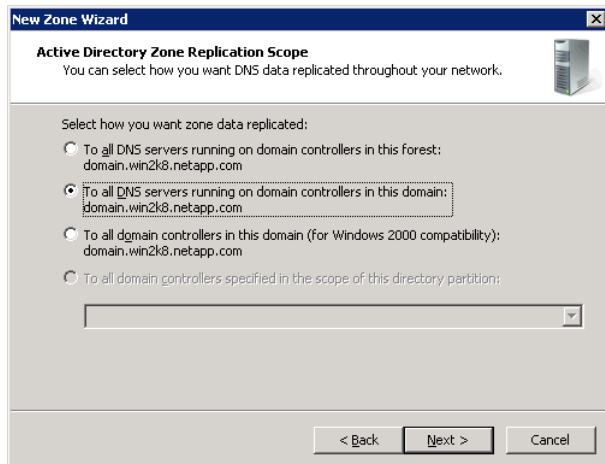 New Zone Wizard
Active Directory Zone Replication Scope
You can select how you want DNS data replicated throughout your network.
Select how you want zone data replicated:
To all DNS servers running on domain controllers in this forest:
domain.win2k8.netapp.com
To all DNS servers running on domain controllers in this domain:
domain.win2k8.netapp.com
To all domain controllers in this domain (for Windows 2000 compatibility):
domain.win2k8.netapp.com
To all domain controllers specified in the scope of this directory partition:
< Back Next > Cancel